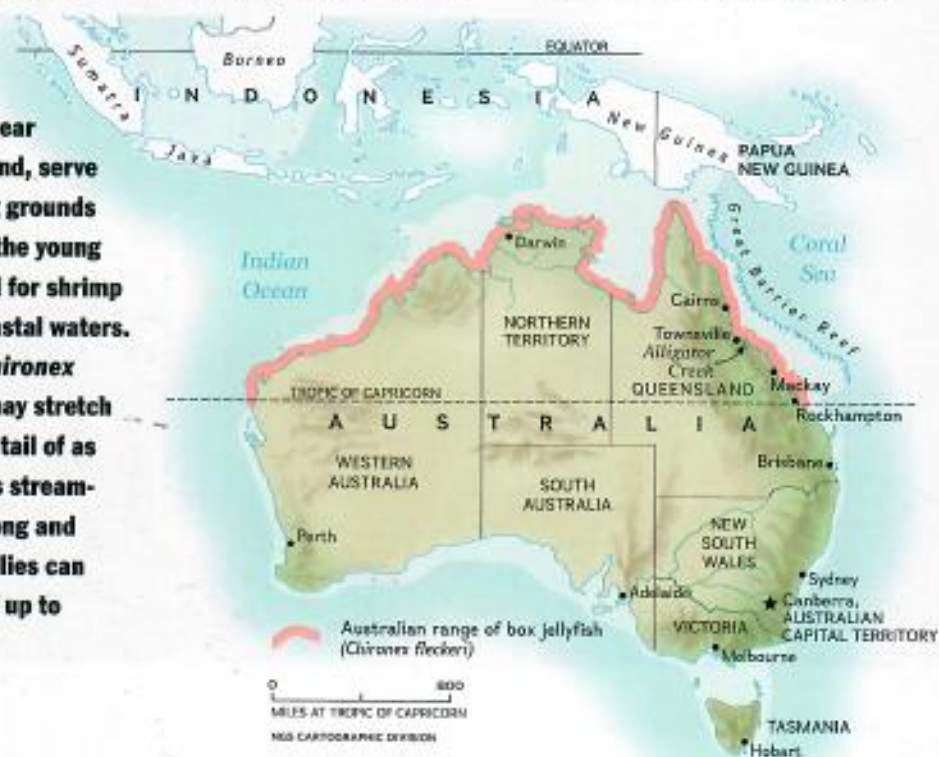 ear
nd, serve
grounds
the young
for shrimp
stal waters.
ironex
nay stretch
tail of as
s stream-
ng and
lies can
up to
EQUATOR
Borneo
Sumatra
INDONESIA
New Guinea
Java
PAPUA
NEW GUINEA
Great Barrier Reef
Coral
Sea
Indian
Ocean
Darwin
Cairns
NORTHERN
TERRITORY
Townsville
Alligator
Creek
QUEENSLAND
Mackay
TROPIC OF CAPRICORN
Rockhampton
AUSTRALIA
WESTERN
AUSTRALIA
SOUTH
AUSTRALIA
Brisbane
NEW
SOUTH
WALES
Perth
Sydney
Adelaide
Canberra,
AUSTRALIAN
CAPITAL TERRITORY
VICTORIA
Melbourne
Australian range of box jellyfish
(Chironex fleckeri)
0 800
MILES AT TROPIC OF CAPRICORN
NGS CARTOGRAPHIC DIVISION
TASMANIA
Hobart